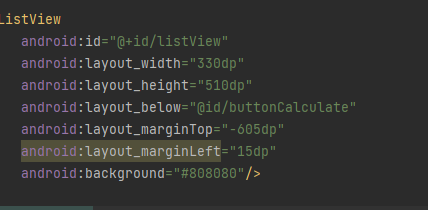 ListView
android:id="@+id/listView"
android:layout_width="330dp"
android:layout_height="510dp"
android:layout_below="@id/buttonCalculate"
android:layout_marginTop="-605dp"
android:layout_marginLeft="15dp"
android:background="#808080"/>